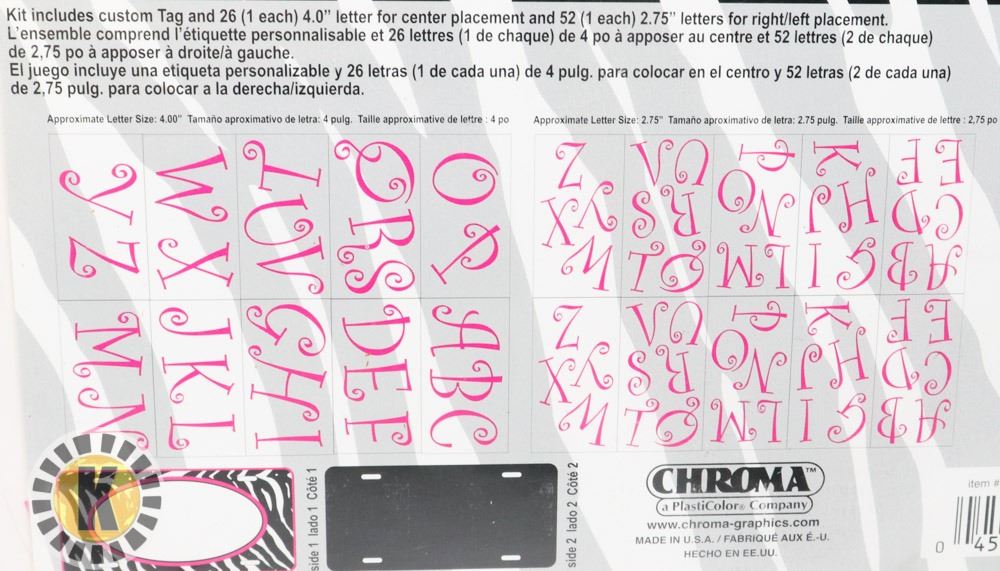 Kit includes custom Tag and 26 (1 each) 4.0" letter for center placement and 52 (1 each) 2.75" letters for right/left placement.
L'ensemble comprend l'étiquette personnalisable et 26 lettres (1 de chaque) de 4 po à apposer au centre et 52 lettres (2 de chaque)
de 2,75 po à apposer à droite/à gauche.
El juego incluye una etiqueta personalizable y 26 letras (1 de cada una) de 4 pulg. para colocar en el centro y 52 letras (2 de cada una)
de 2,75 pulg. para colocar a la derecha/izquierda.
Approximate Letter Size: 4.00" Tamaño aproximativo de letra: 4 pulg. Taille approximative de lettre : 4 po
Y Z W X T U V Q R S O P
M N J K L G H I D E F A B C
Approximate Letter Size: 2.75" Tamaño aproximativo de letra: 2.75 pulg. Taille approximative de lettre : 2,75 po
Z V U P K F E
Y X S R O N J H D C
W T Q M L I G B A
Z V U P K F E
Y X S R O N J H D C
W T Q M L I G B A
K
side 1 lado 1 Côté 1
side 2 lado 2 Côté 2
CHROMA™
a PlastiColor® Company
www.chroma-graphics.com
MADE IN U.S.A. / FABRIQUÉ AUX É.-U.
HECHO EN EE.UU.
item #
0 45